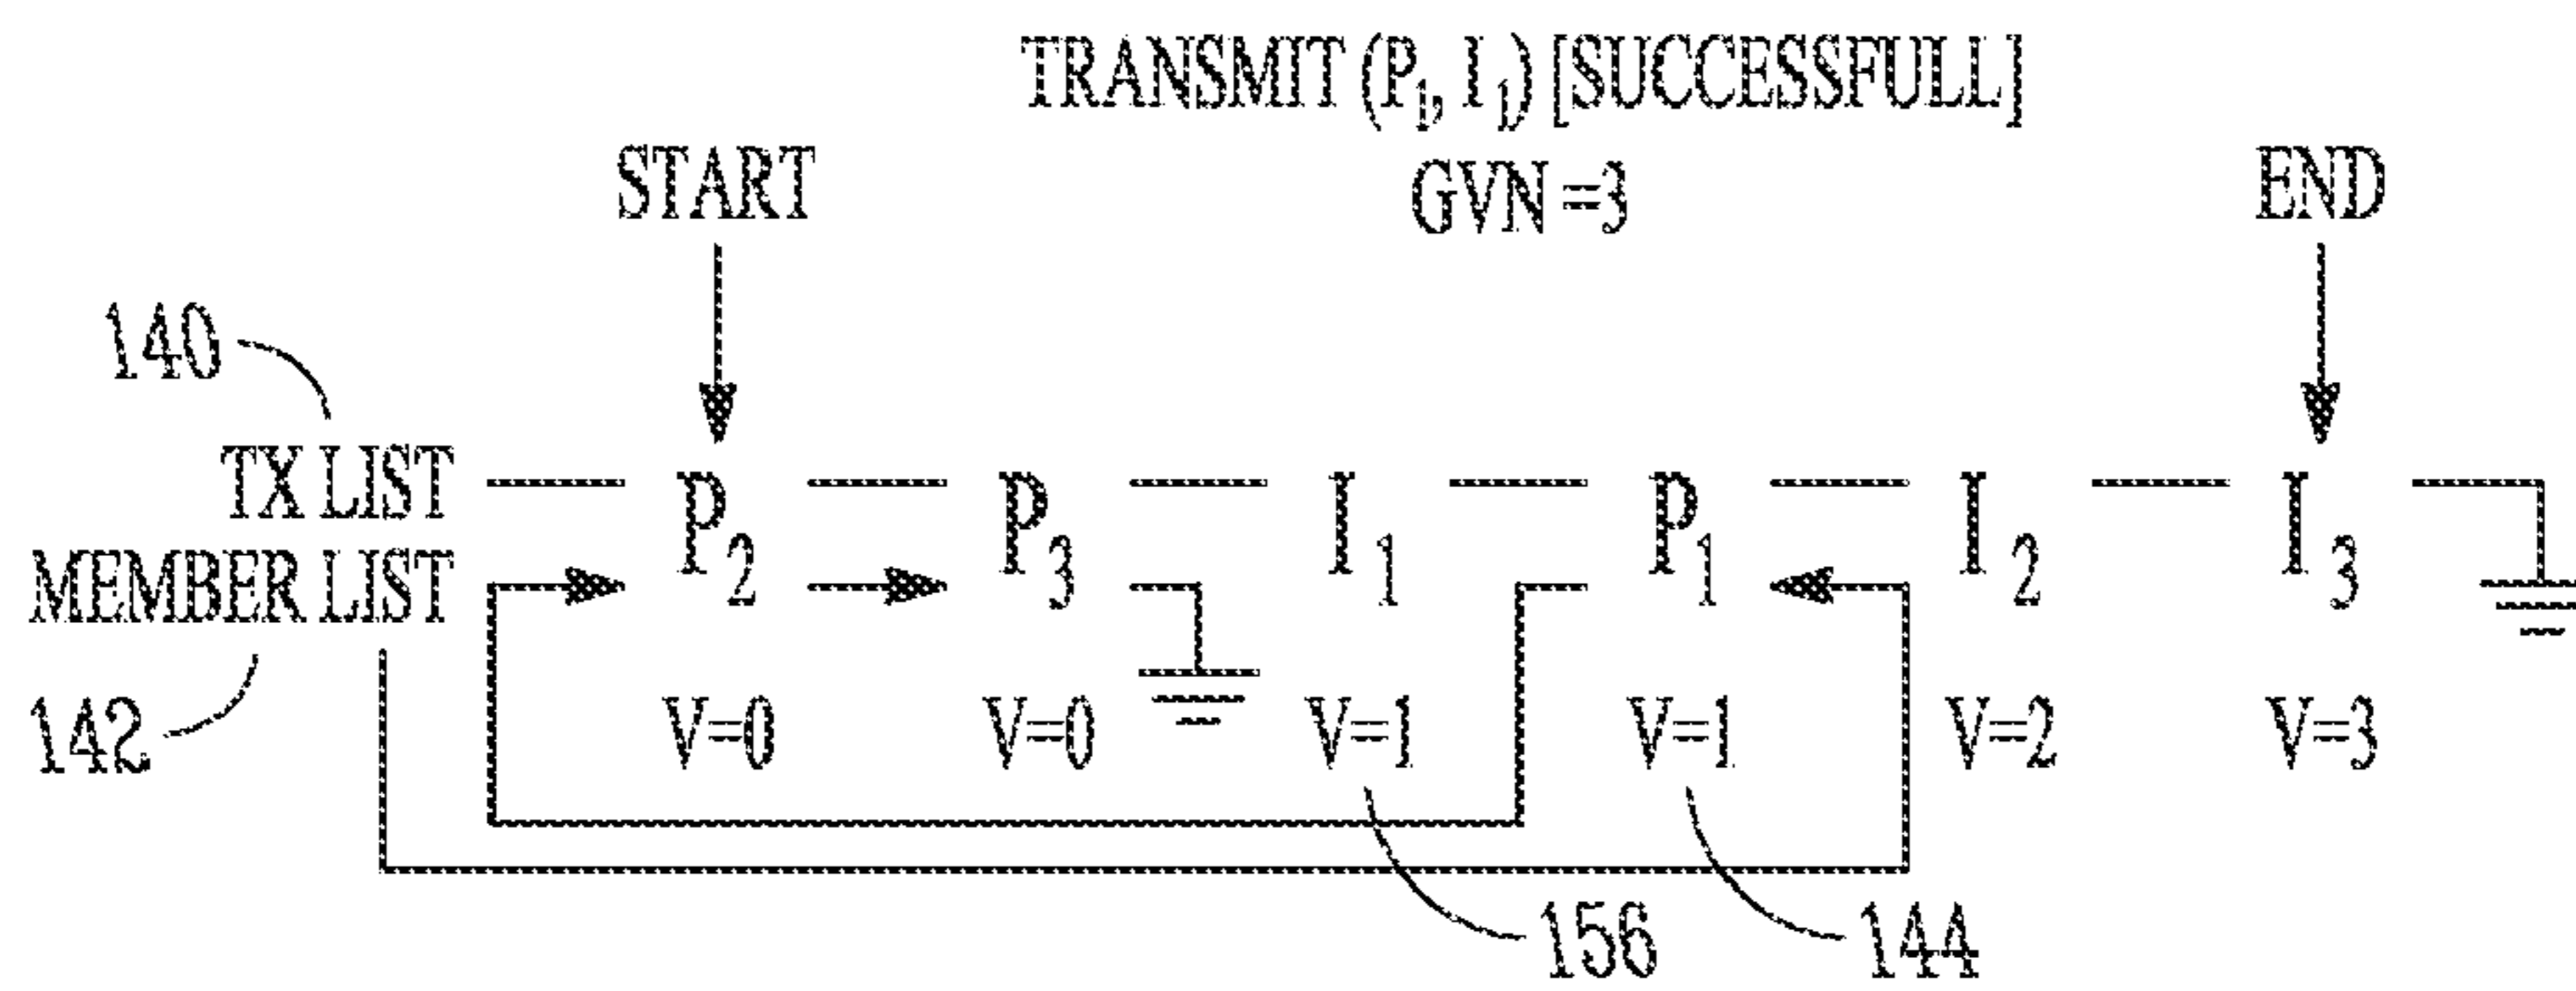 TRANSMIT (P1, I1) [SUCCESSFULL]
START GVN =3 END
140
TX LIST P2 P3 I1 P1 I2 I3
MEMBER LIST
142 V=0 V=0 V=1 V=1 V=2 V=3
156 144